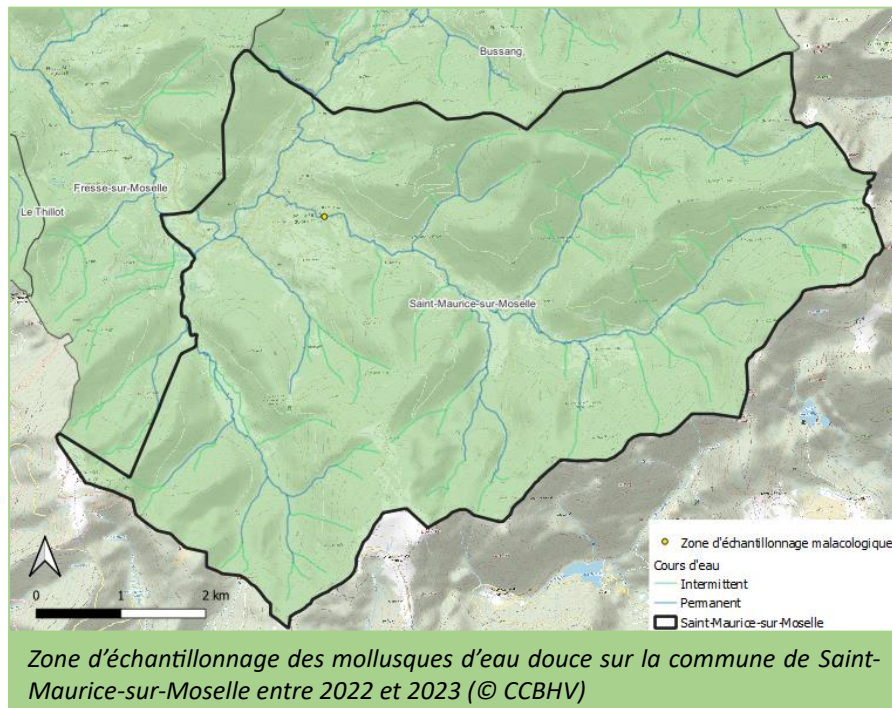 Bussang
Fresse-sur-Moselle
Le Thillot
Saint-Maurice-sur-Moselle
Zone d'échantillonnage malacologique
Cours d'eau
Intermittent
Permanent
Saint-Maurice-sur-Moselle
0 1 2 km
Zone d'échantillonnage des mollusques d'eau douce sur la commune de Saint-
Maurice-sur-Moselle entre 2022 et 2023 (© CCBHV)